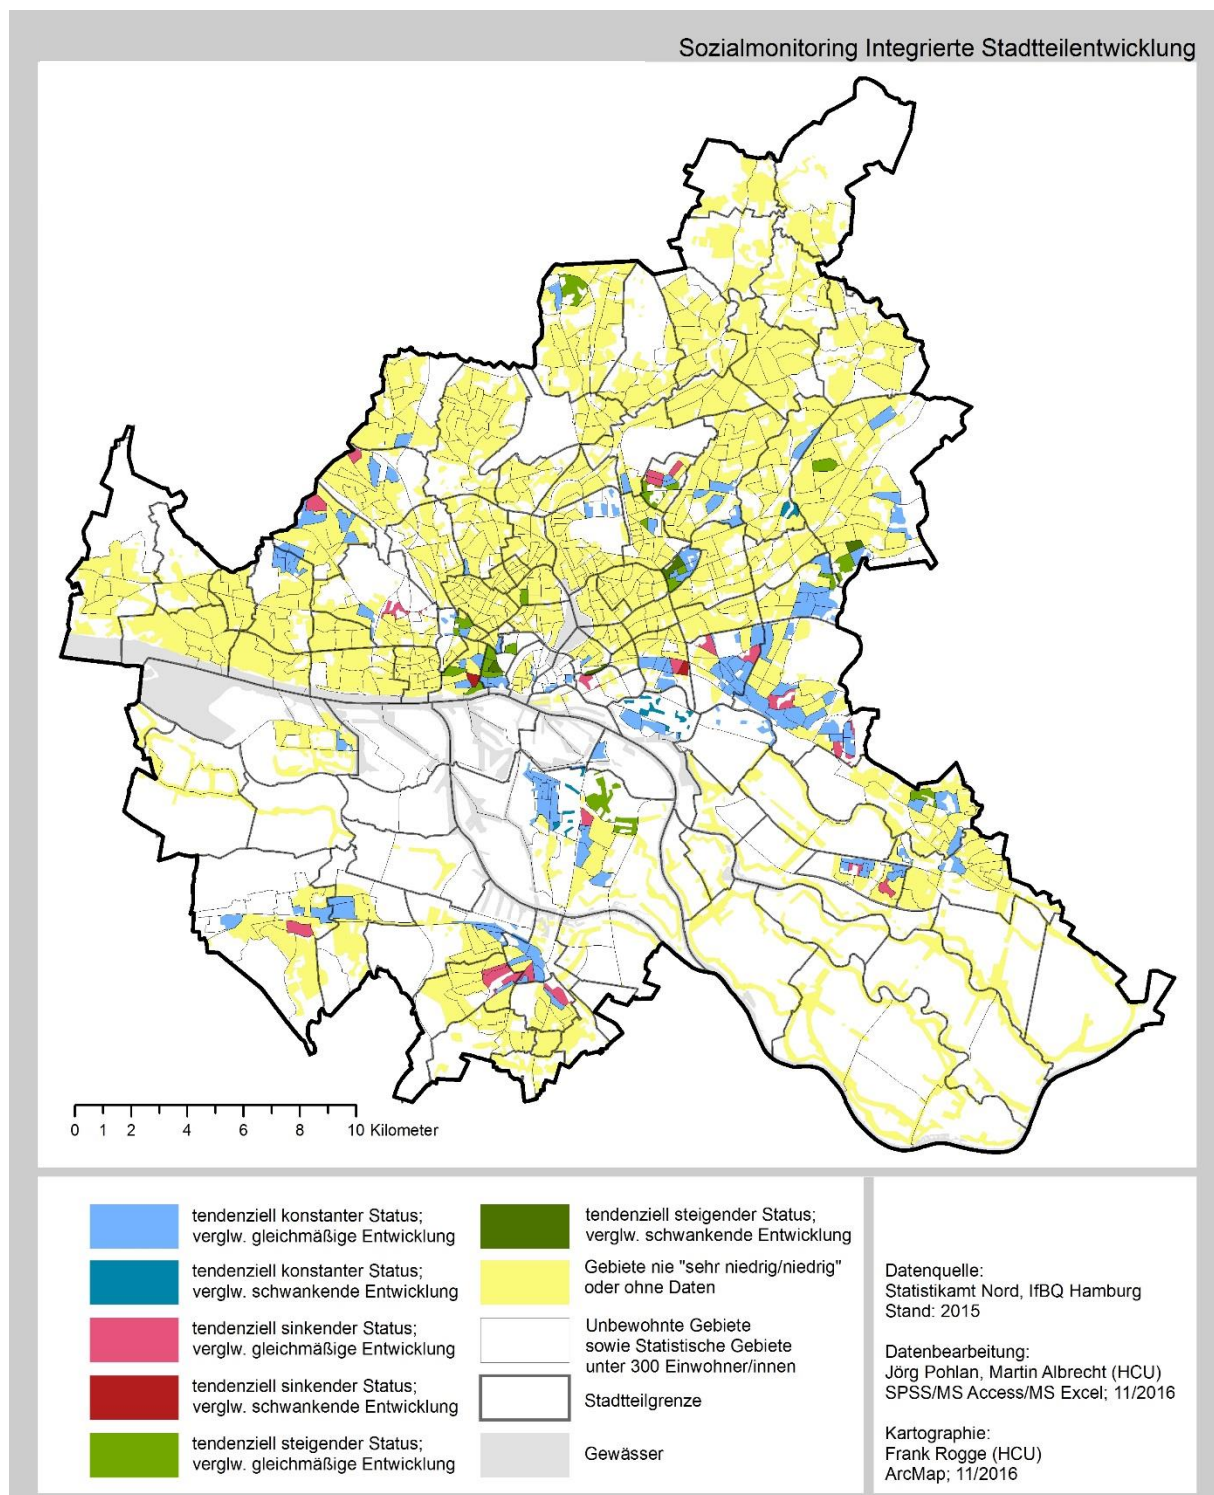 Sozialmonitoring Integrierte Stadtteilentwicklung
0 1 2 4 6 8 10 Kilometer
tendenziell konstanter Status;
verglw. gleichmäßige Entwicklung
tendenziell konstanter Status;
verglw. schwankende Entwicklung
tendenziell sinkender Status;
verglw. gleichmäßige Entwicklung
tendenziell sinkender Status;
verglw. schwankende Entwicklung
tendenziell steigender Status;
verglw. gleichmäßige Entwicklung
tendenziell steigender Status;
verglw. schwankende Entwicklung
Gebiete nie "sehr niedrig/niedrig"
oder ohne Daten
Unbewohnte Gebiete
sowie Statistische Gebiete
unter 300 Einwohner/innen
Stadtteilgrenze
Gewässer
Datenquelle:
Statistikamt Nord, IfBQ Hamburg
Stand: 2015
Datenbearbeitung:
Jörg Pohlan, Martin Albrecht (HCU)
SPSS/MS Access/MS Excel; 11/2016
Kartographie:
Frank Rogge (HCU)
ArcMap; 11/2016